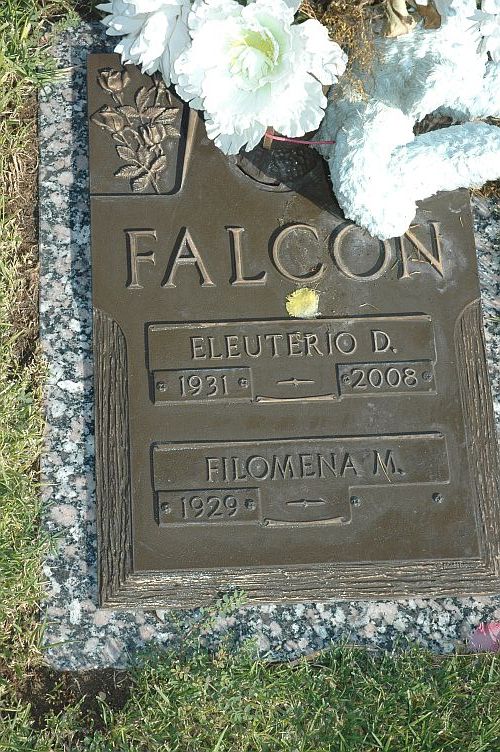 FALCON
ELEUTERIO D.
1931 2008
FILOMENA M.
1929